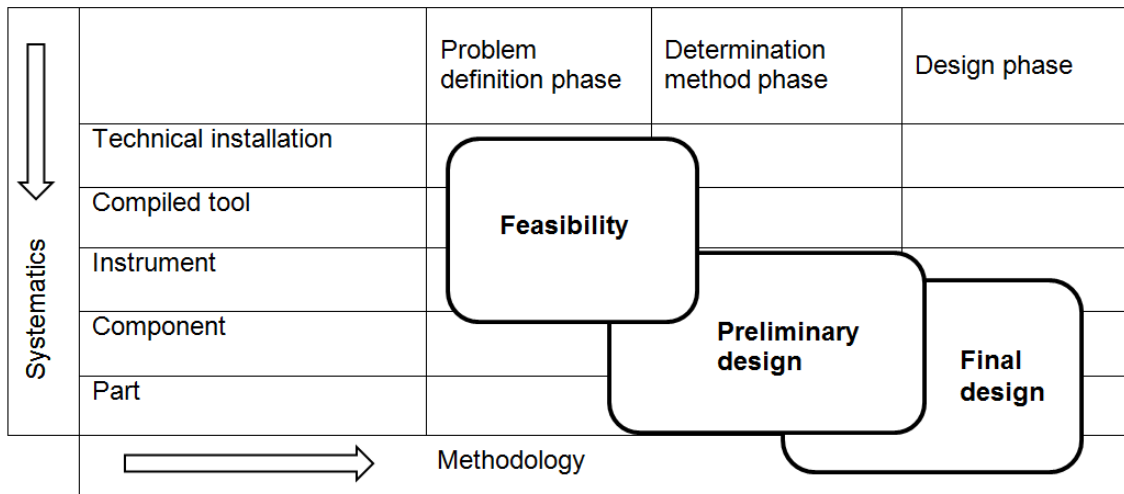 Problem
definition phase
Determination
method phase
Design phase
Technical installation
Compiled tool
Feasibility
Instrument
Component
Preliminary
design
Final
design
Part
Systematics
Methodology